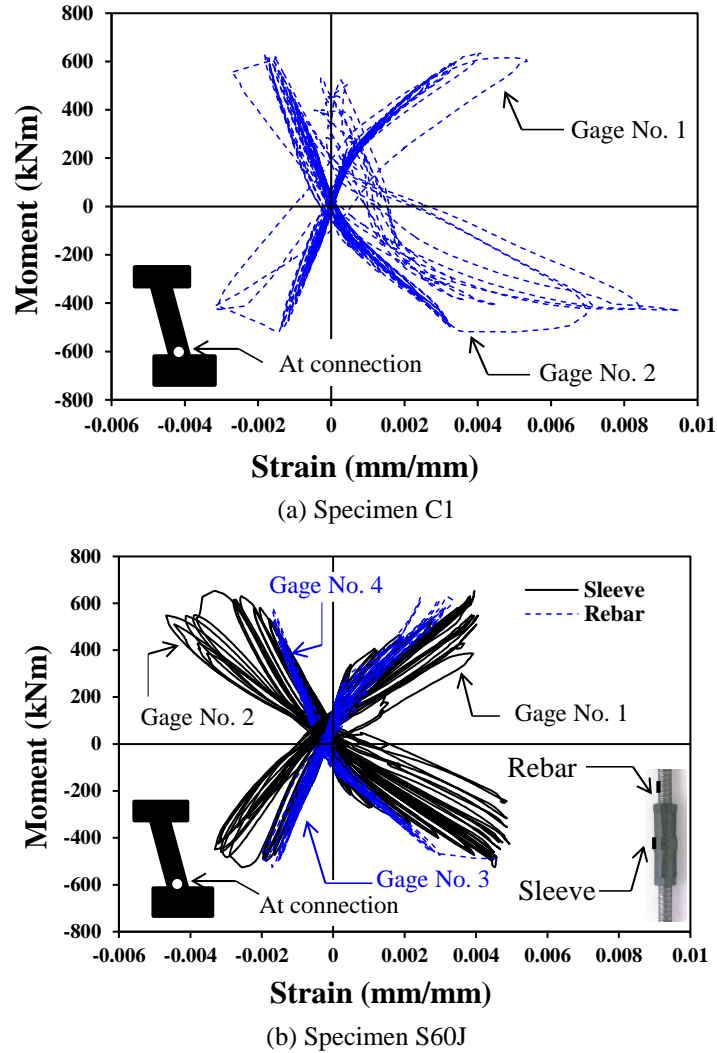 800
600
400
200
0
-200
-400
-600
-800
Moment (kNm)
Gage No. 1
Gage No. 2
At connection
-0.006 -0.004 -0.002 0 0.002 0.004 0.006 0.008 0.01
Strain (mm/mm)
(a) Specimen C1
800
600
400
200
0
-200
-400
-600
-800
Moment (kNm)
Gage No. 4
Sleeve
Rebar
Gage No. 2
Gage No. 1
Rebar
Gage No. 3
Sleeve
At connection
-0.006 -0.004 -0.002 0 0.002 0.004 0.006 0.008 0.01
Strain (mm/mm)
(b) Specimen S60J